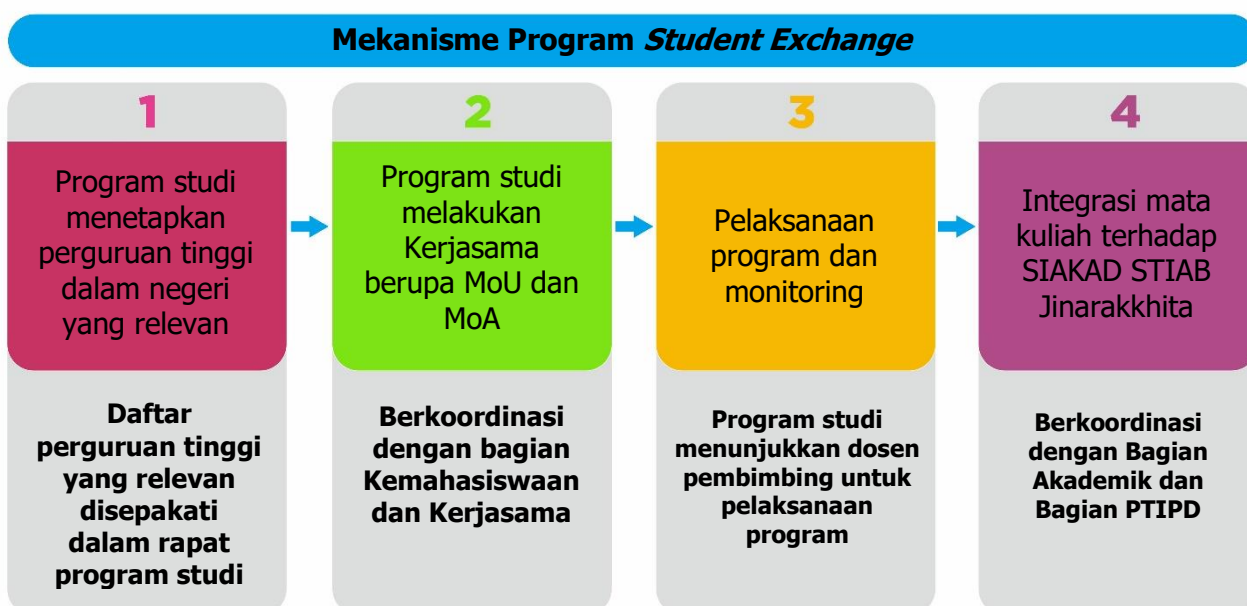 Mekanisme Program Student Exchange
1
Program studi
menetapkan
perguruan tinggi
dalam negeri
yang relevan
Daftar
perguruan tinggi
yang relevan
disepakati
dalam rapat
program studi
2
Program studi
melakukan
Kerjasama
berupa MoU dan
MoA
Berkoordinasi
dengan bagian
Kemahasiswaan
dan Kerjasama
3
Pelaksanaan
program dan
monitoring
Program studi
menunjukkan dosen
pembimbing untuk
pelaksanaan
program
4
Integrasi mata
kuliah terhadap
SIAKAD STIAB
Jinarakkhita
Berkoordinasi
dengan Bagian
Akademik dan
Bagian PTIPD